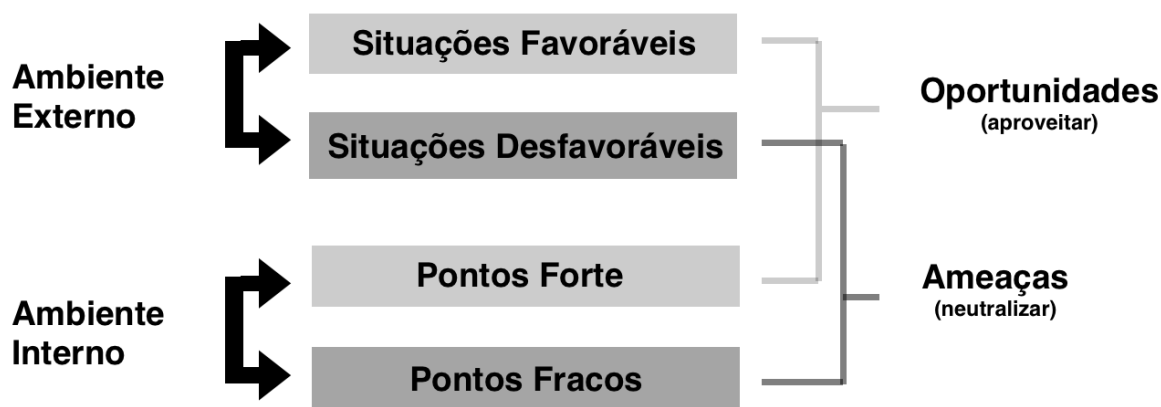 Ambiente
Externo
Situações Favoráveis
Situações Desfavoráveis
Oportunidades
(aproveitar)
Ambiente
Interno
Pontos Forte
Pontos Fracos
Ameaças
(neutralizar)